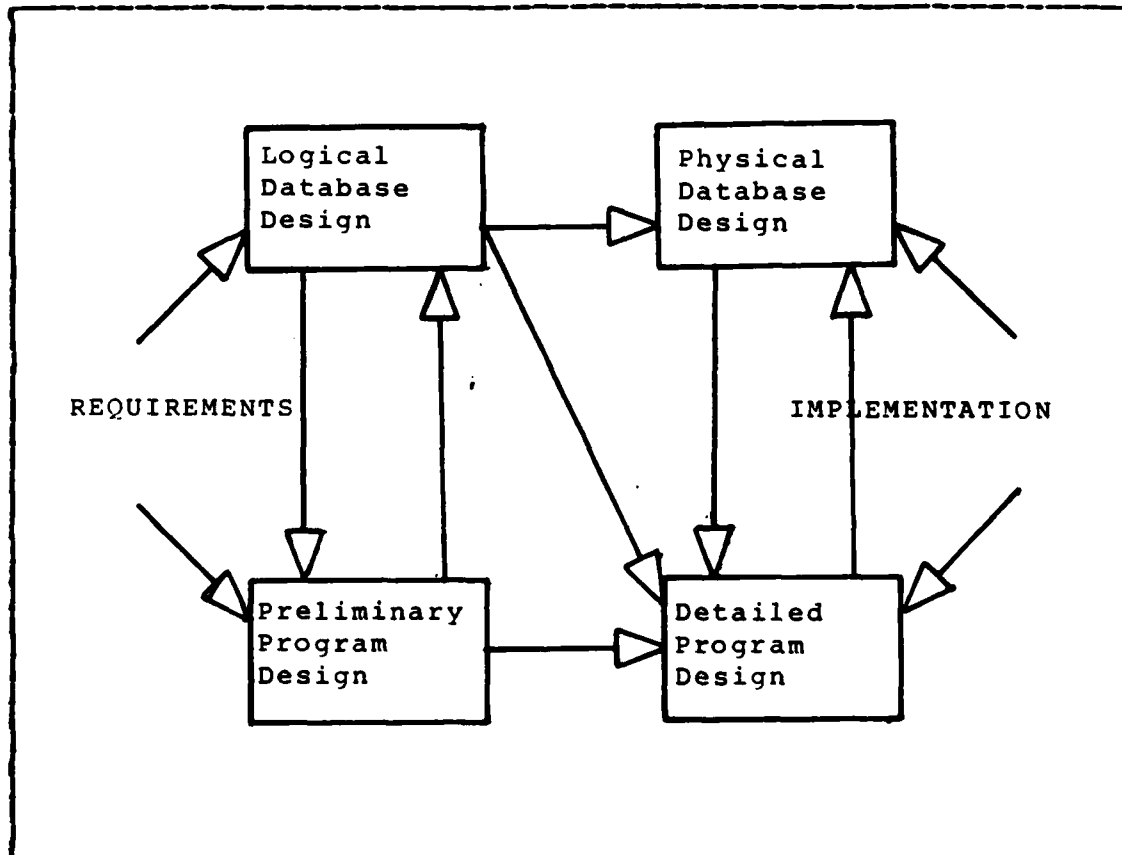 Logical
Database
Design
Physical
Database
Design
REQUIREMENTS
IMPLEMENTATION
Preliminary
Program
Design
Detailed
Program
Design